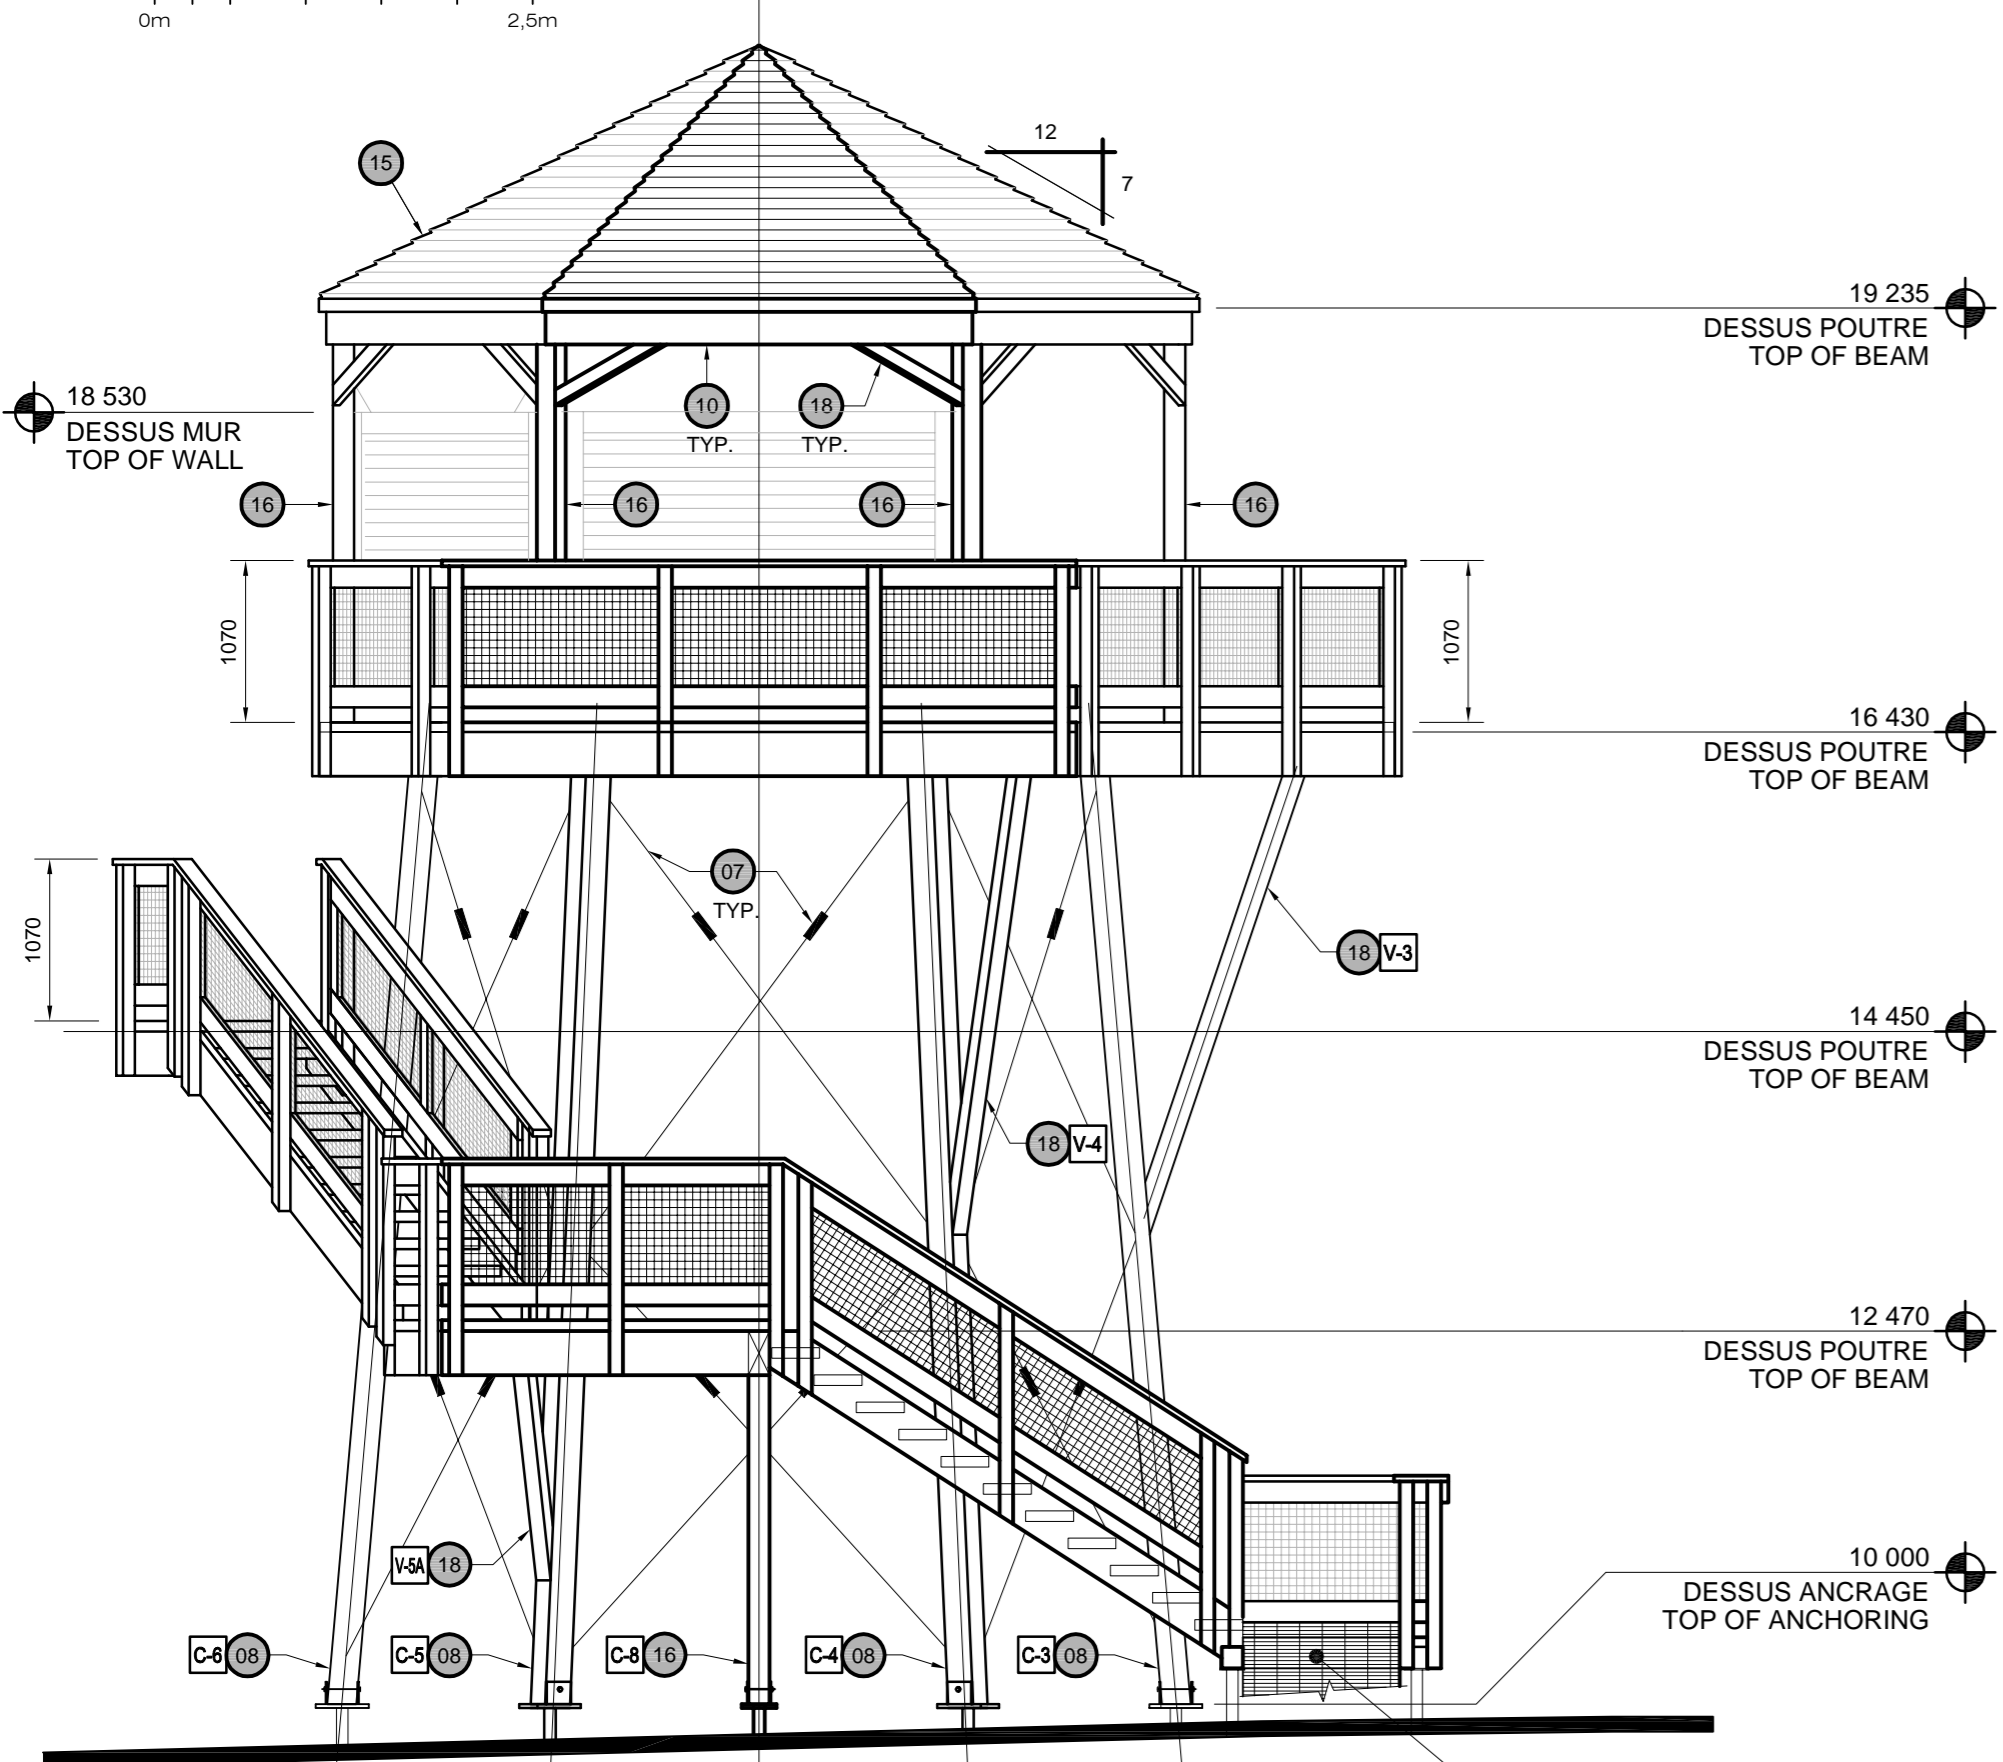 0m 2,5m
12
15
7
19 235
DESSUS POUTRE
TOP OF BEAM
18 530
DESSUS MUR
TOP OF WALL
10
TYP.
18
TYP.
16
16
16
16
1070
1070
16 430
DESSUS POUTRE
TOP OF BEAM
07
TYP.
1070
18 V-3
14 450
DESSUS POUTRE
TOP OF BEAM
18 V-4
12 470
DESSUS POUTRE
TOP OF BEAM
V-5A 18
10 000
DESSUS ANCRAGE
TOP OF ANCHORING
C-6 08
C-5 08
C-8 16
C-4 08
C-3 08